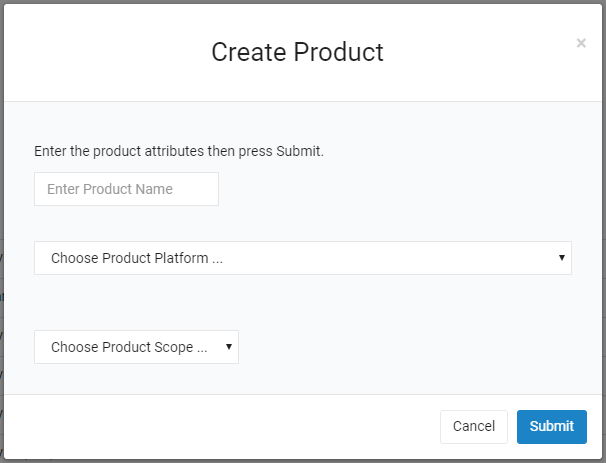 Create Product
×
Enter the product attributes then press Submit.
Enter Product Name
Choose Product Platform ...
Choose Product Scope ...
Cancel
Submit